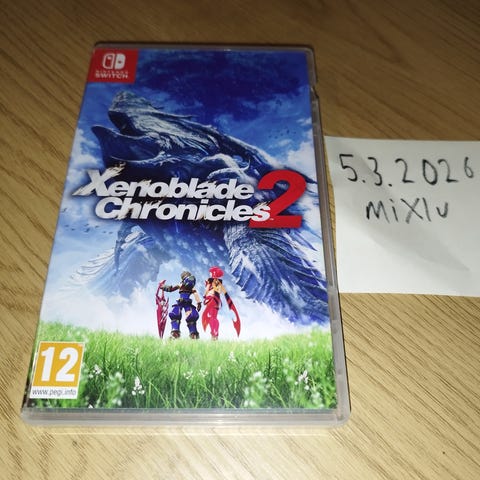 NINTENDO
SWITCH
Xenoblade
Chronicles 2
12
www.pegi.info
5.3.2026
mixlu